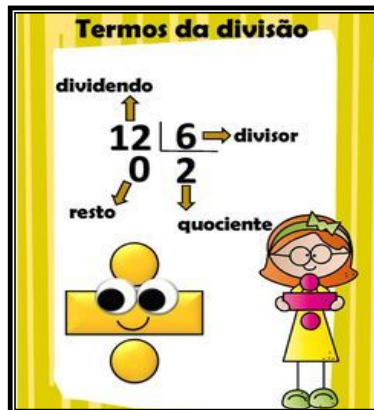 Termos da divisão
dividendo
12 6 divisor
0 2
resto
quociente